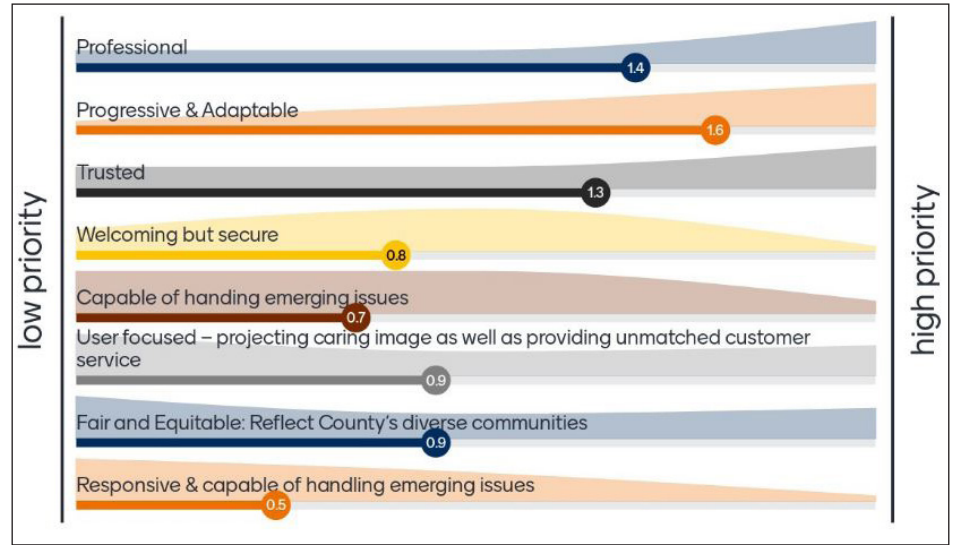 Professional
1.4
Progressive & Adaptable
1.6
Trusted
1.3
Welcoming but secure
0.8
Capable of handing emerging issues
0.7
User focused – projecting caring image as well as providing unmatched customer
service
0.9
Fair and Equitable: Reflect County's diverse communities
0.9
Responsive & capable of handling emerging issues
0.5
low priority
high priority